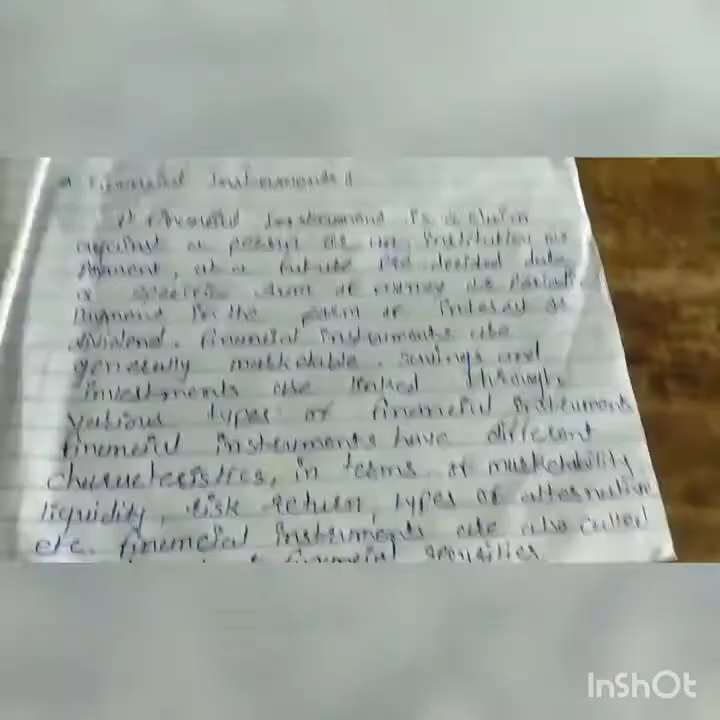 Financial Instruments
A Financial Instrument is a claim
against a person or an institution for
payment, at a future pre decided date,
a specific sum of money or periodic
payment in the form of interest or
dividend. Financial instruments are
generally marketable. savings and
investments are linked through
various types of financial instruments
financial instruments have different
characteristics, in terms of marketability
liquidity, risk return, types of
etc. financial instruments are also called
financial securities
InShOt